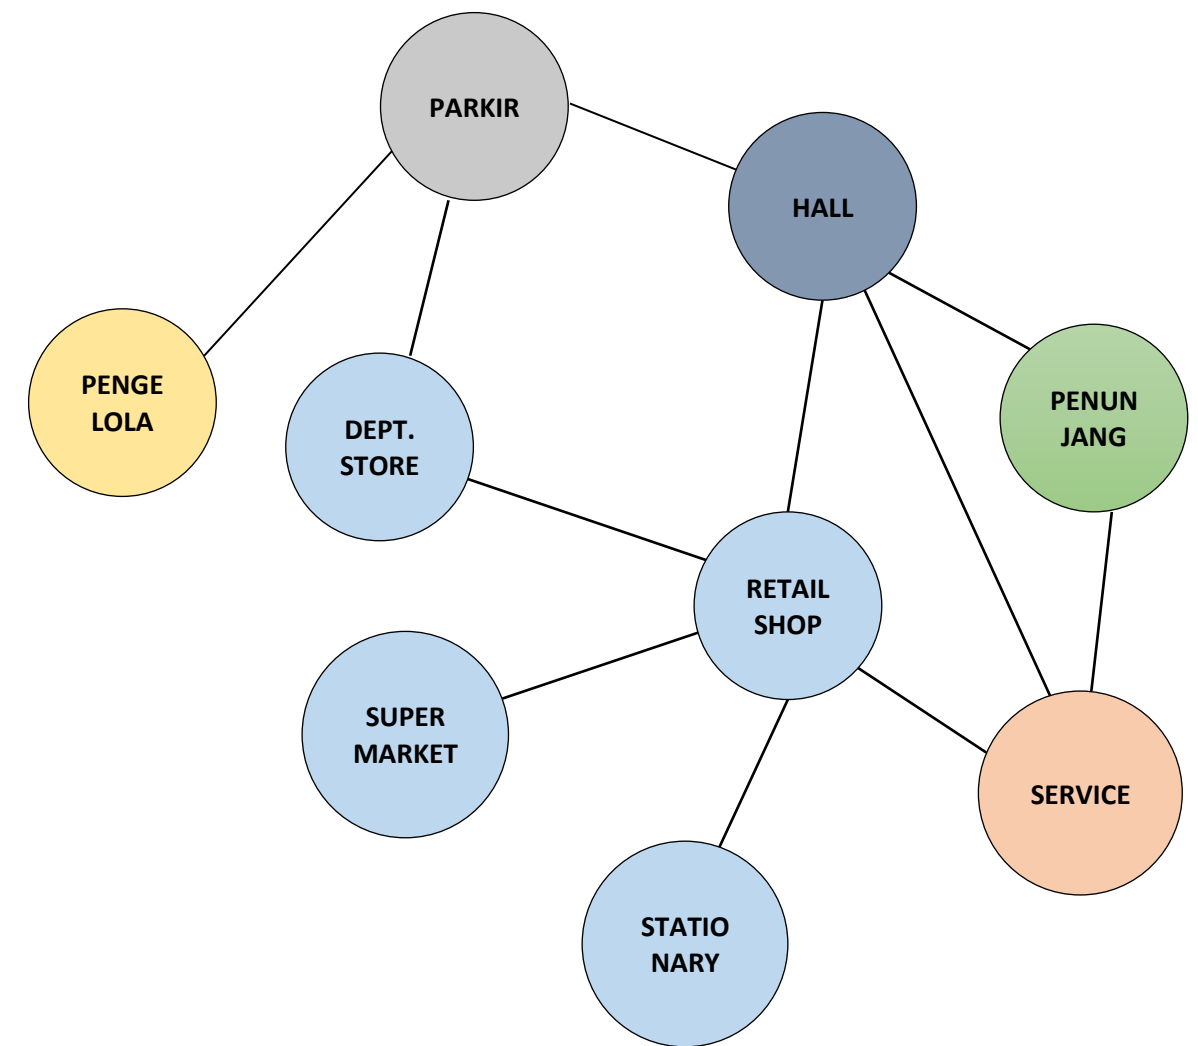 PARKIR
HALL
PENGE
LOLA
DEPT.
STORE
PENUN
JANG
RETAIL
SHOP
SUPER
MARKET
SERVICE
STATIO
NARY